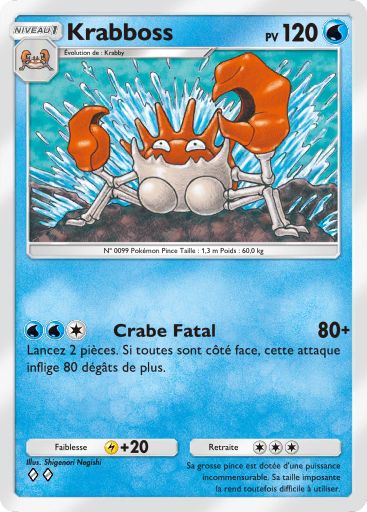 NIVEAU 1
Krabboss
PV 120
Évolution de : Krabby
N° 0099 Pokémon Pince Taille : 1,3 m Poids : 60,0 kg
Crabe Fatal 80+
Lancez 2 pièces. Si toutes sont côté face, cette attaque
inflige 80 dégâts de plus.
Faiblesse +20
Retraite
Illus. Shigenori Negishi
Sa grosse pince est dotée d'une puissance
incommensurable. Sa taille imposante
la rend toutefois difficile à utiliser.